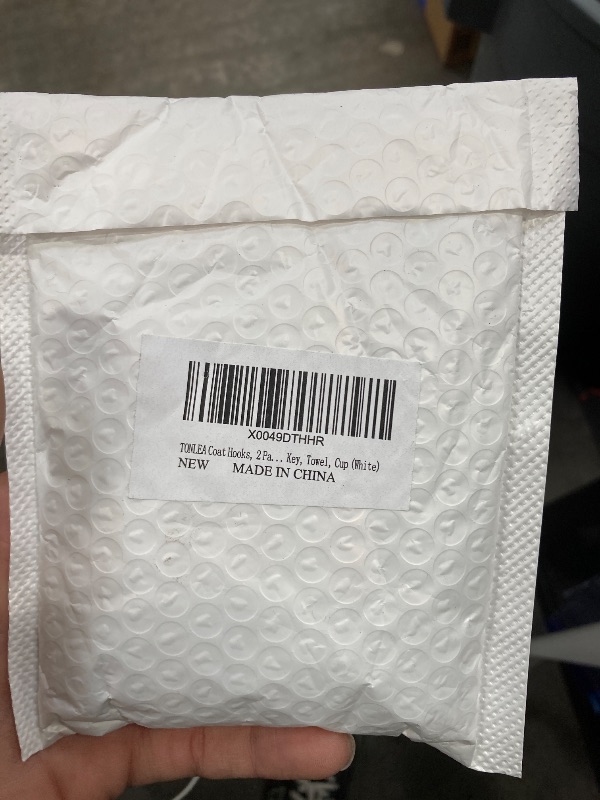 X0049DTHHR
TONLEA Coat Hooks, 2 Pa... Key, Towel, Cup (White)
NEW MADE IN CHINA